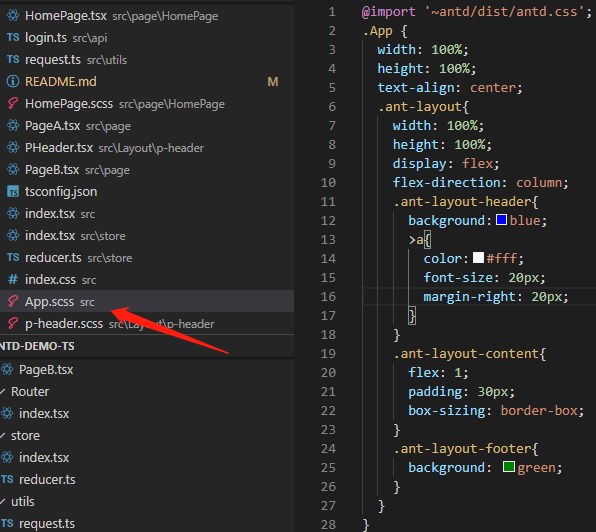 HomePage.tsx src\page\HomePage
TS login.ts src\api
TS request.ts src\utils
README.md M
HomePage.scss src\page\HomePage
PageA.tsx src\page
PHeader.tsx src\Layout\p-header
PageB.tsx src\page
TS tsconfig.json
index.tsx src
index.tsx src\store
TS reducer.ts src\store
# index.css src
App.scss src
p-header.scss src\Layout\p-header
NTD-DEMO-TS
PageB.tsx
Router
index.tsx
store
index.tsx
TS reducer.ts
utils
TS request.ts
1 @import '~antd/dist/antd.css';
2 .App {
3 width: 100%;
4 height: 100%;
5 text-align: center;
6 .ant-layout{
7 width: 100%;
8 height: 100%;
9 display: flex;
10 flex-direction: column;
11 .ant-layout-header{
12 background:blue;
13 >a{
14 color:#fff;
15 font-size: 20px;
16 margin-right: 20px;
17 }
18 }
19 .ant-layout-content{
20 flex: 1;
21 padding: 30px;
22 box-sizing: border-box;
23 }
24 .ant-layout-footer{
25 background: green;
26 }
27 }
28 }